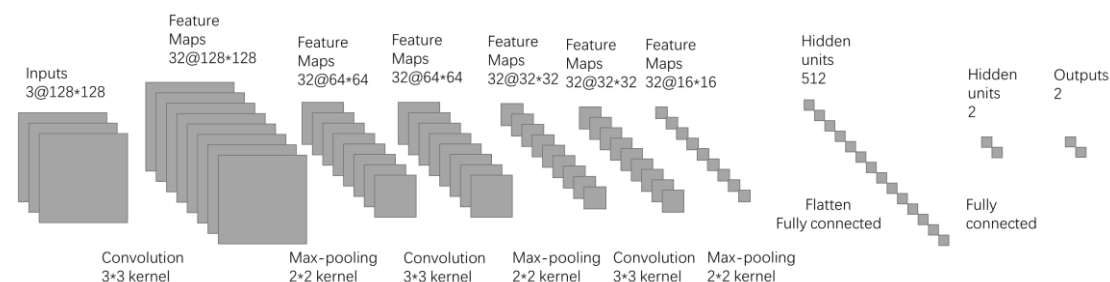 Inputs
3@128*128
Feature
Maps
32@128*128
Feature
Maps
32@64*64
Feature
Maps
32@64*64
Feature
Maps
32@32*32
Feature
Maps
32@32*32
Feature
Maps
32@16*16
Hidden
units
512
Hidden
units
2
Outputs
2
Convolution
3*3 kernel
Max-pooling
2*2 kernel
Convolution
3*3 kernel
Max-pooling
2*2 kernel
Convolution
3*3 kernel
Max-pooling
2*2 kernel
Flatten
Fully connected
Fully
connected